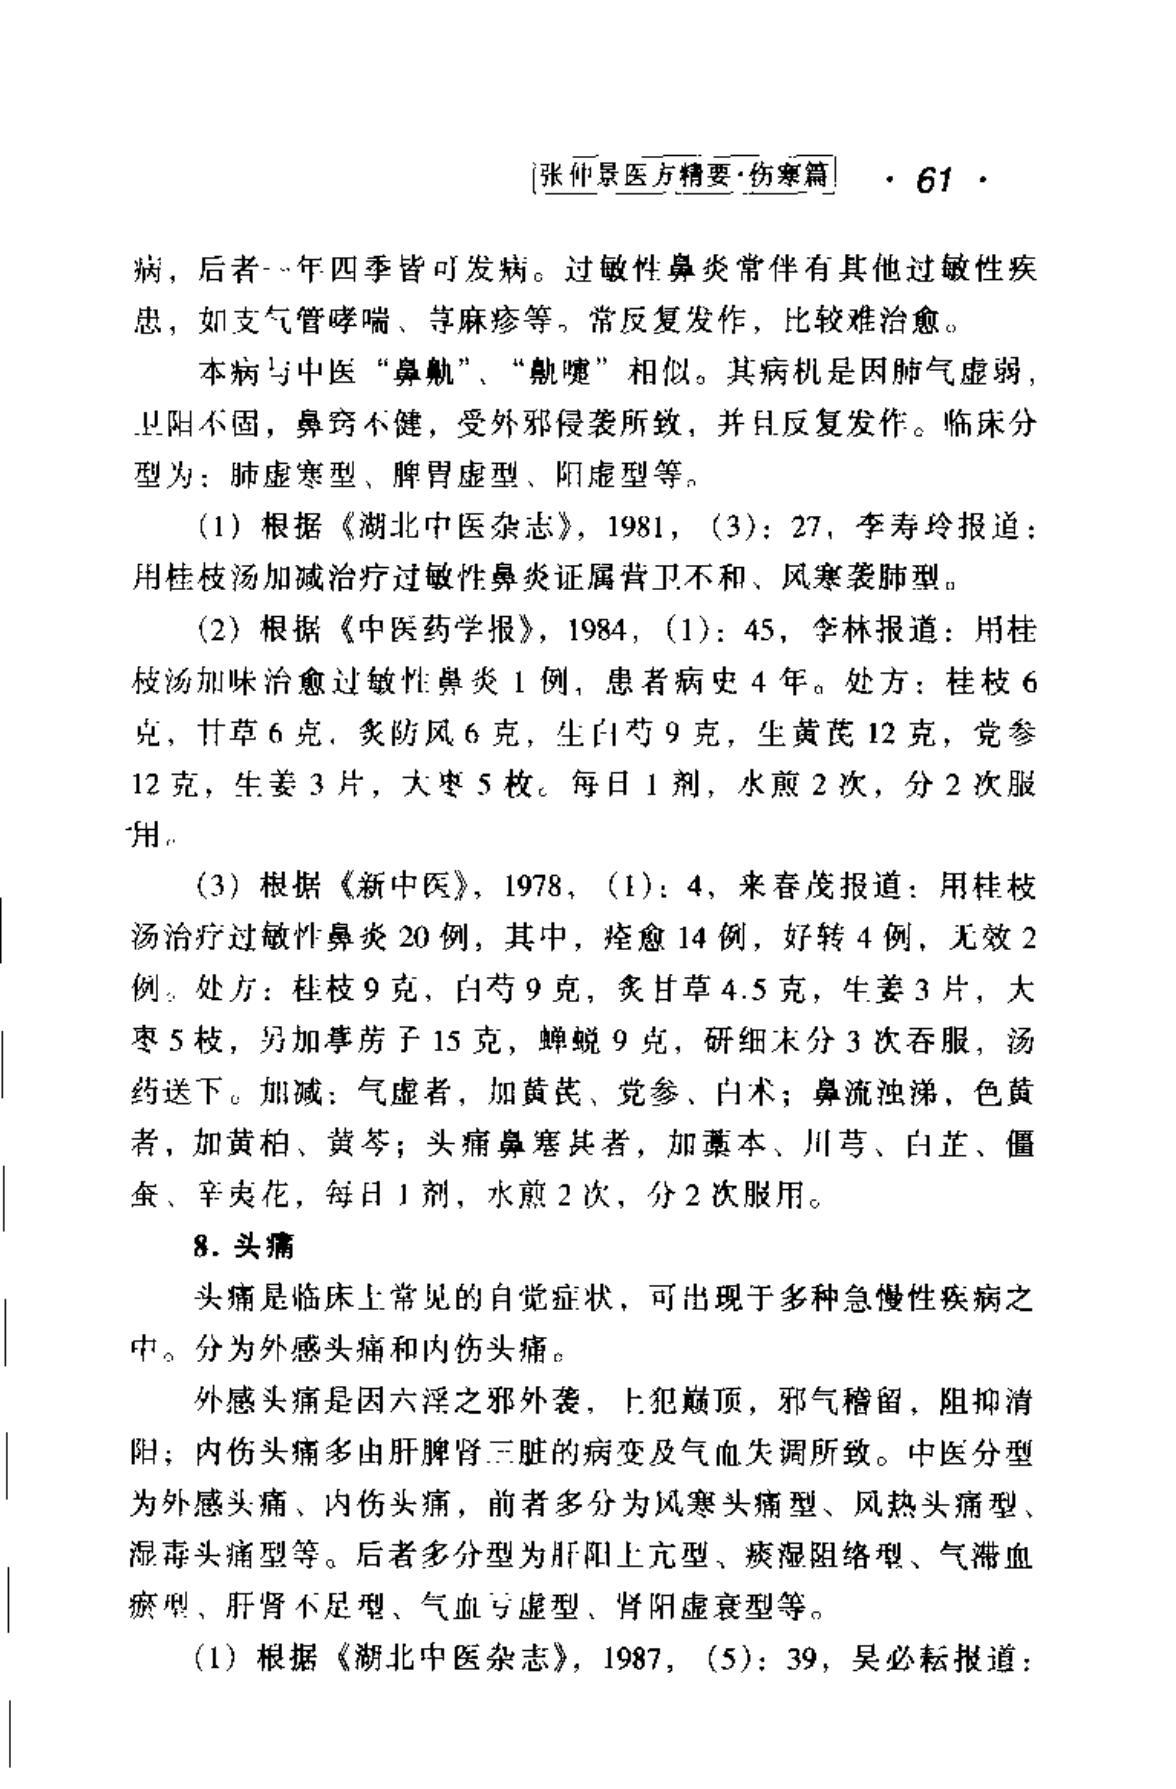 张仲景医方精要·伤寒篇 · 61 ·
病，后者一年四季皆可发病。过敏性鼻炎常伴有其他过敏性疾
患，如支气管哮喘、荨麻疹等。常反复发作，比较难治愈。
本病与中医“鼻鼽”、“鼽嚏”相似。其病机是因肺气虚弱，
卫阳不固，鼻窍不健，受外邪侵袭所致，并且反复发作。临床分
型为：肺虚寒型、脾胃虚型、阳虚型等。
(1) 根据《湖北中医杂志》，1981，(3)：27，李寿玲报道：
用桂枝汤加减治疗过敏性鼻炎证属营卫不和、风寒袭肺型。
(2) 根据《中医药学报》，1984，(1)：45，李林报道：用桂
枝汤加味治愈过敏性鼻炎 1 例，患者病史 4 年。处方：桂枝 6
克，甘草 6 克，炙防风 6 克，生白芍 9 克，生黄芪 12 克，党参
12 克，生姜 3 片，大枣 5 枚。每日 1 剂，水煎 2 次，分 2 次服
用。
(3) 根据《新中医》，1978，(1)：4，来春茂报道：用桂枝
汤治疗过敏性鼻炎 20 例，其中，痊愈 14 例，好转 4 例，无效 2
例。处方：桂枝 9 克，白芍 9 克，炙甘草 4.5 克，生姜 3 片，大
枣 5 枝，另加葶苈子 15 克，蝉蜕 9 克，研细末分 3 次吞服，汤
药送下。加减：气虚者，加黄芪、党参、白术；鼻流浊涕，色黄
者，加黄柏、黄芩；头痛鼻塞甚者，加藁本、川芎、白芷、僵
蚕、辛夷花，每日 1 剂，水煎 2 次，分 2 次服用。
8. 头痛
头痛是临床上常见的自觉症状，可出现于多种急慢性疾病之
中。分为外感头痛和内伤头痛。
外感头痛是因六淫之邪外袭，上犯巅顶，邪气稽留，阻抑清
阳；内伤头痛多由肝脾肾三脏的病变及气血失调所致。中医分型
为外感头痛、内伤头痛，前者多分为风寒头痛型、风热头痛型、
湿毒头痛型等。后者多分型为肝阳上亢型、痰湿阻络型、气滞血
瘀型、肝肾不足型、气血亏虚型、肾阳虚衰型等。
(1) 根据《湖北中医杂志》，1987，(5)：39，吴必耘报道：